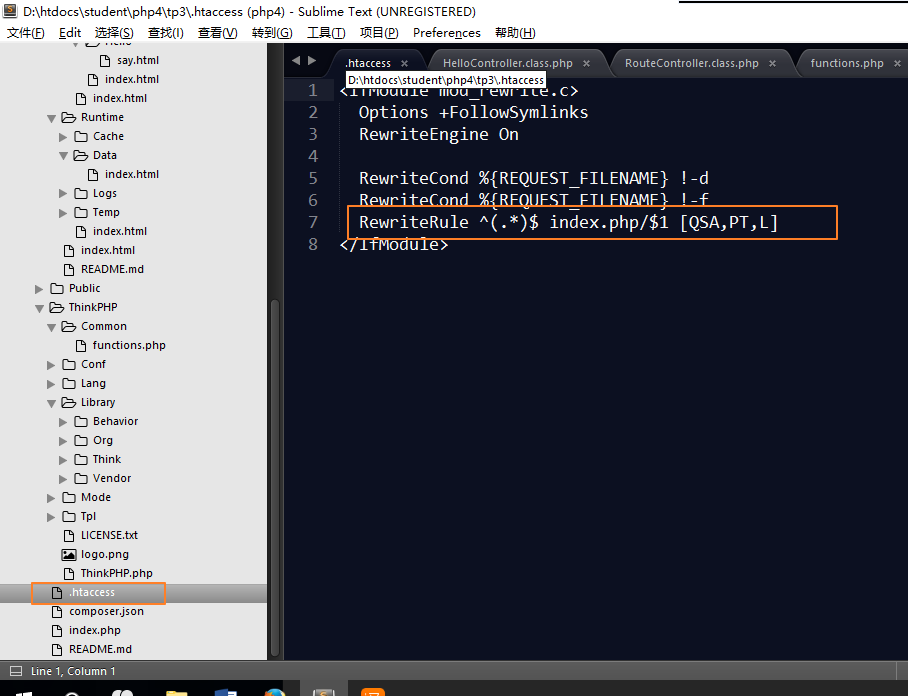 D:\htdocs\student\php4\tp3\.htaccess (php4) - Sublime Text (UNREGISTERED)
文件(F) Edit 选择(S) 查找(I) 查看(V) 转到(G) 工具(T) 项目(P) Preferences 帮助(H)
Hello
say.html
index.html
index.html
Runtime
Cache
Data
index.html
Logs
Temp
index.html
index.html
README.md
Public
ThinkPHP
Common
functions.php
Conf
Lang
Library
Behavior
Org
Think
Vendor
Mode
Tpl
LICENSE.txt
logo.png
ThinkPHP.php
.htaccess
composer.json
index.php
README.md
.htaccess × HelloController.class.php × RouteController.class.php × functions.php ×
D:\htdocs\student\php4\tp3\.htaccess
1 <IfModule mod_rewrite.c>
2 Options +FollowSymlinks
3 RewriteEngine On
4
5 RewriteCond %{REQUEST_FILENAME} !-d
6 RewriteCond %{REQUEST_FILENAME} !-f
7 RewriteRule ^(.*)$ index.php/$1 [QSA,PT,L]
8 </IfModule>
Line 1, Column 1